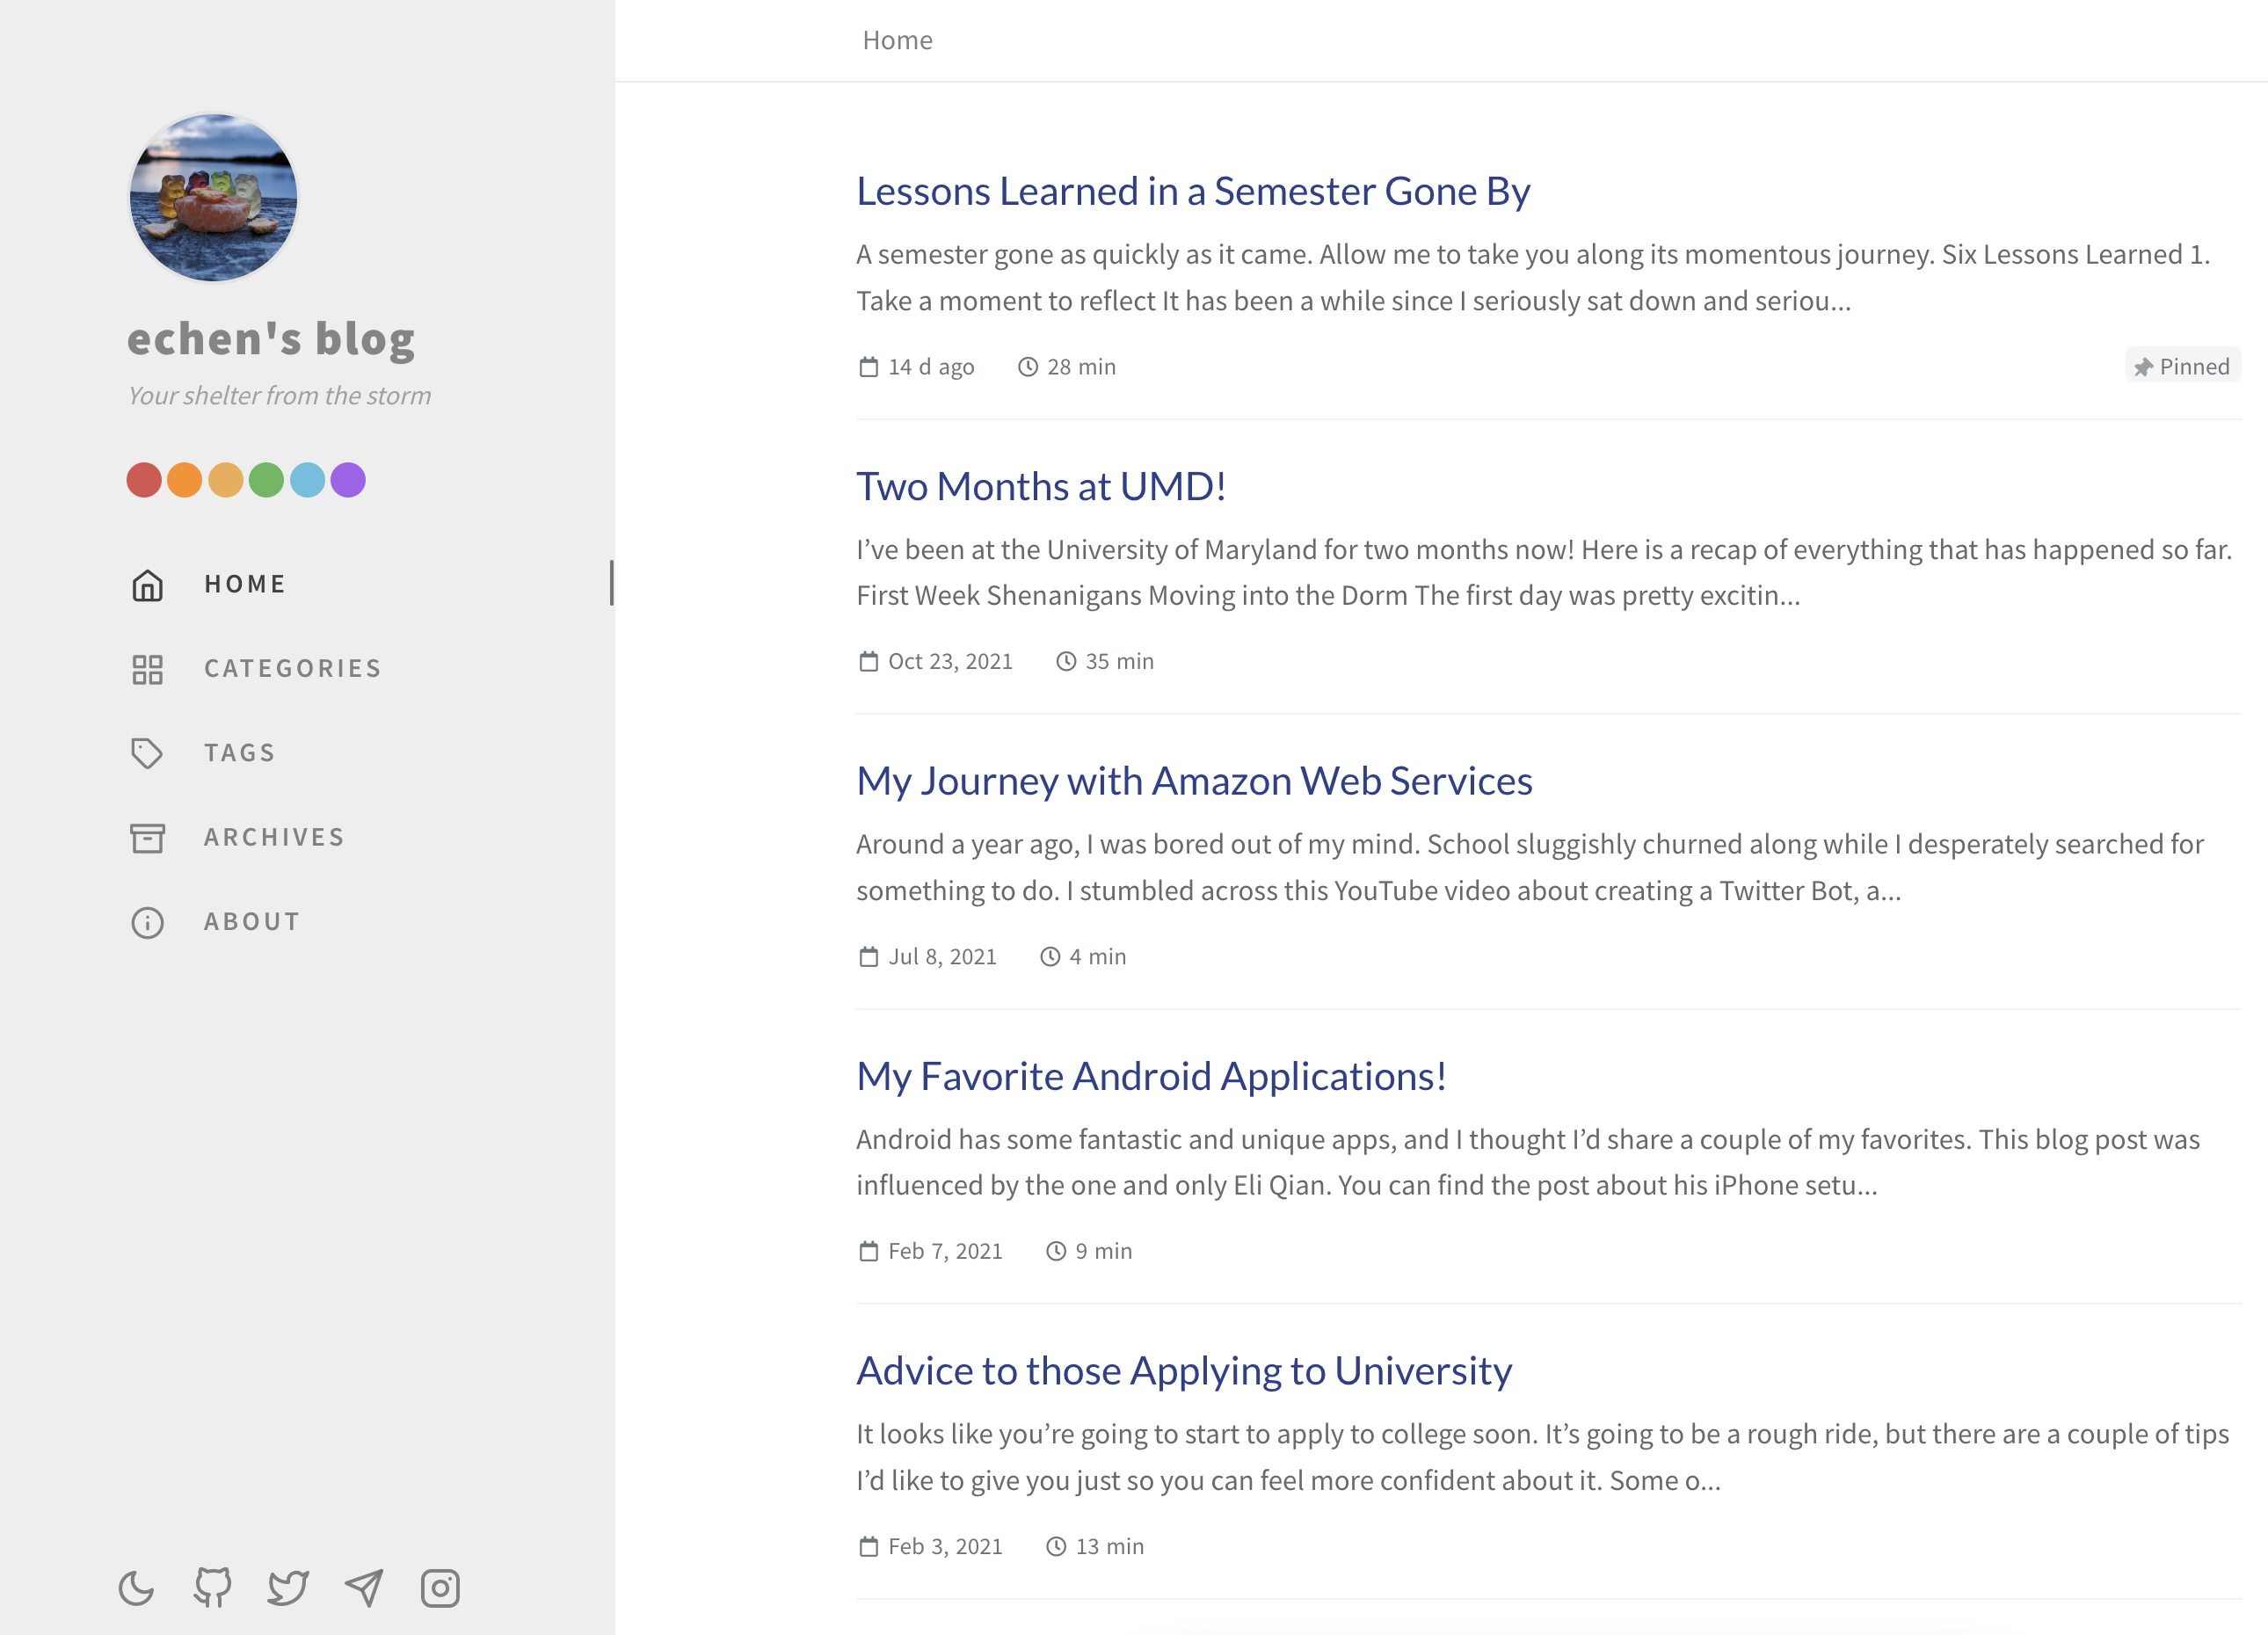 echen's blog
Your shelter from the storm
HOME
CATEGORIES
TAGS
ARCHIVES
ABOUT
Home
Lessons Learned in a Semester Gone By
A semester gone as quickly as it came. Allow me to take you along its momentous journey. Six Lessons Learned 1.
Take a moment to reflect It has been a while since I seriously sat down and seriou...
14 d ago 28 min Pinned
Two Months at UMD!
I’ve been at the University of Maryland for two months now! Here is a recap of everything that has happened so far.
First Week Shenanigans Moving into the Dorm The first day was pretty excitin...
Oct 23, 2021 35 min
My Journey with Amazon Web Services
Around a year ago, I was bored out of my mind. School sluggishly churned along while I desperately searched for
something to do. I stumbled across this YouTube video about creating a Twitter Bot, a...
Jul 8, 2021 4 min
My Favorite Android Applications!
Android has some fantastic and unique apps, and I thought I’d share a couple of my favorites. This blog post was
influenced by the one and only Eli Qian. You can find the post about his iPhone setu...
Feb 7, 2021 9 min
Advice to those Applying to University
It looks like you’re going to start to apply to college soon. It’s going to be a rough ride, but there are a couple of tips
I’d like to give you just so you can feel more confident about it. Some o...
Feb 3, 2021 13 min